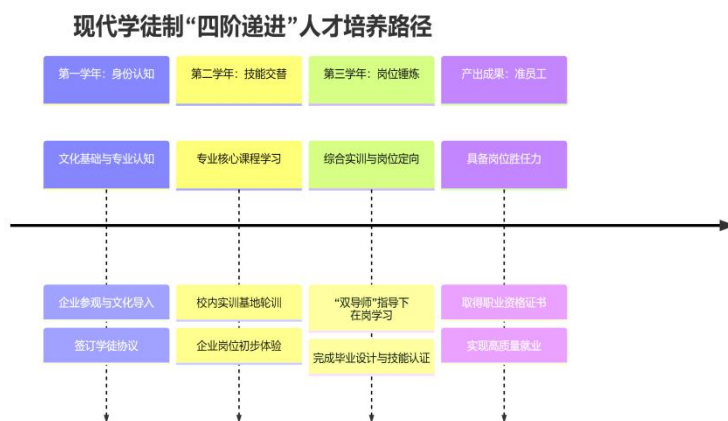 现代学徒制“四阶递进”人才培养路径
第一学年：身份认知
第二学年：技能交替
第三学年：岗位锤炼
产出成果：准员工
文化基础与专业认知
专业核心课程学习
综合实训与岗位定向
具备岗位胜任力
企业参观与文化导入
校内实训基地轮训
“双导师”指导下
在岗学习
取得职业资格证书
签订学徒协议
企业岗位初步体验
完成毕业设计与技能认证
实现高质量就业